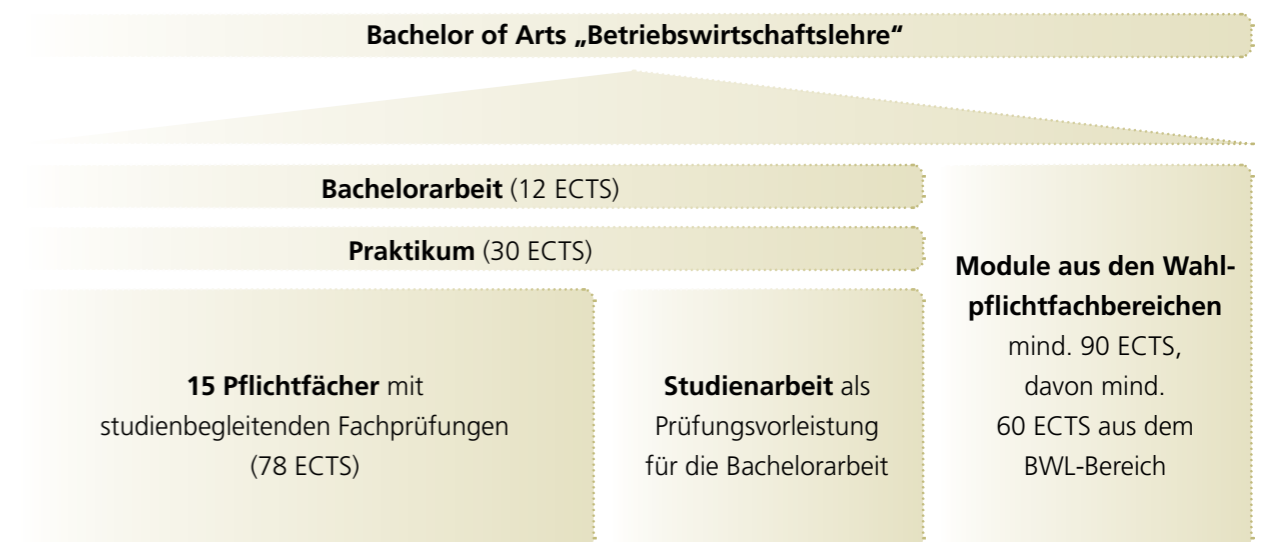 Bachelor of Arts „Betriebswirtschaftslehre“
Bachelorarbeit (12 ECTS)
Praktikum (30 ECTS)
15 Pflichtfächer mit
studienbegleitenden Fachprüfungen
(78 ECTS)
Studienarbeit als
Prüfungsvorleistung
für die Bachelorarbeit
Module aus den Wahl-
pflichtfachbereichen
mind. 90 ECTS,
davon mind.
60 ECTS aus dem
BWL-Bereich